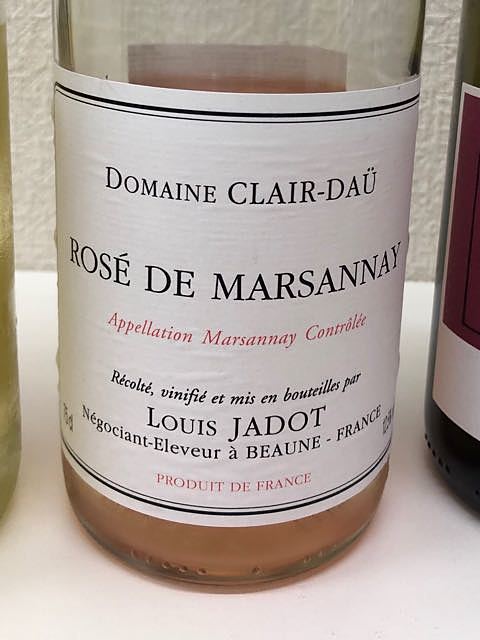 DOMAINE CLAIR-DAÜ
ROSÉ DE MARSANNAY
Appellation Marsannay Contrôlée
Récolté, vinifié et mis en bouteilles par
LOUIS JADOT
Négociant-Eleveur à BEAUNE - FRANCE
PRODUIT DE FRANCE